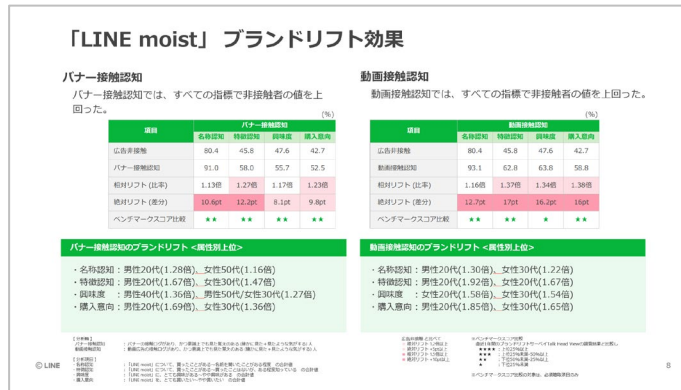 「LINE moist」 ブランドリフト効果
バナー接触認知
バナー接触認知では、すべての指標で非接触者の値を上
回った。
(%)
項目 バナー接触認知
名称認知 特徴認知 興味度 購入意向
広告非接触 80.4 45.8 47.6 42.7
バナー接触認知 91.0 58.0 55.7 52.5
相対リフト (比率) 1.13倍 1.27倍 1.17倍 1.23倍
絶対リフト (差分) 10.6pt 12.2pt 8.1pt 9.8pt
ベンチマークスコア比較 ★★ ★★ ★ ★★
バナー接触認知のブランドリフト <属性別上位>
・名称認知：男性20代(1.28倍)、女性50代(1.16倍)
・特徴認知：男性20代(1.67倍)、女性30代(1.47倍)
・興味度 ：男性40代(1.36倍)、男性50代/女性30代(1.27倍)
・購入意向：男性20代(1.69倍)、女性30代(1.36倍)
動画接触認知
動画接触認知では、すべての指標で非接触者の値を上回った。
(%)
項目 動画接触認知
名称認知 特徴認知 興味度 購入意向
広告非接触 80.4 45.8 47.6 42.7
動画接触認知 93.1 62.8 63.8 58.8
相対リフト (比率) 1.16倍 1.37倍 1.34倍 1.38倍
絶対リフト (差分) 12.7pt 17pt 16.2pt 16pt
ベンチマークスコア比較 ★★ ★★ ★ ★★
動画接触認知のブランドリフト <属性別上位>
・名称認知：男性20代(1.30倍)、女性30代(1.22倍)
・特徴認知：男性20代(1.92倍)、女性20代(1.67倍)
・興味度 ：女性20代(1.58倍)、女性30代(1.54倍)
・購入意向：男性20代(1.85倍)、女性30代(1.65倍)
© LINE
8